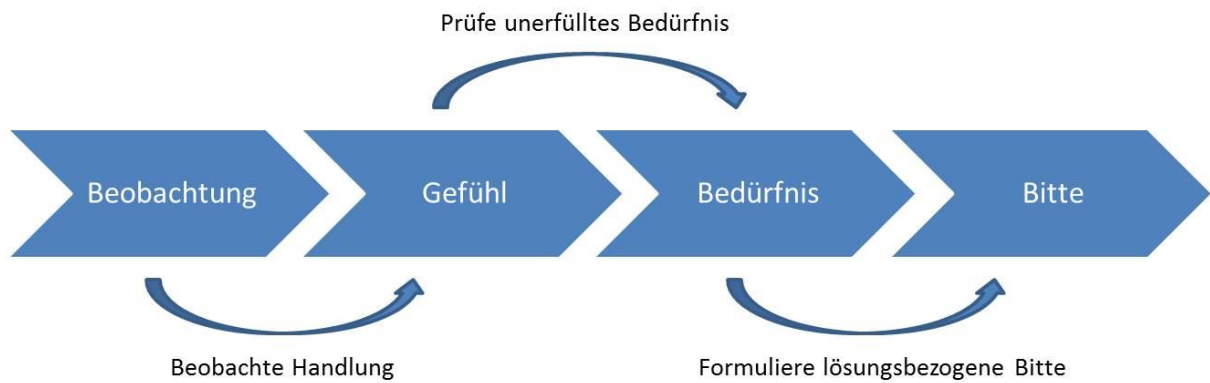 Prüfe unerfülltes Bedürfnis
Beobachtung
Gefühl
Bedürfnis
Bitte
Beobachte Handlung
Formuliere lösungsbezogene Bitte